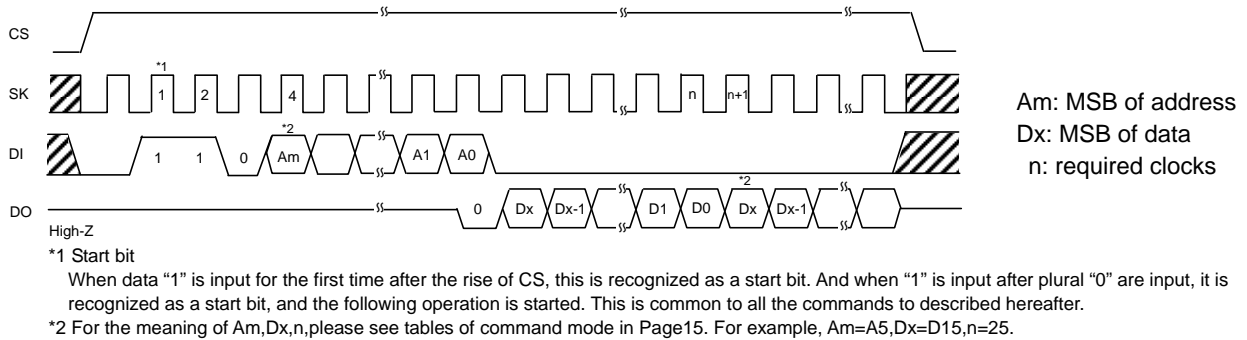 CS
*1
SK 1 2 4 n n+1
*2
DI 1 1 0 Am A1 A0
*2
DO 0 Dx Dx-1 D1 D0 Dx Dx-1
High-Z
Am: MSB of address
Dx: MSB of data
n: required clocks
*1 Start bit
When data “1” is input for the first time after the rise of CS, this is recognized as a start bit. And when “1” is input after plural “0” are input, it is
recognized as a start bit, and the following operation is started. This is common to all the commands to described hereafter.
*2 For the meaning of Am,Dx,n,please see tables of command mode in Page15. For example, Am=A5,Dx=D15,n=25.